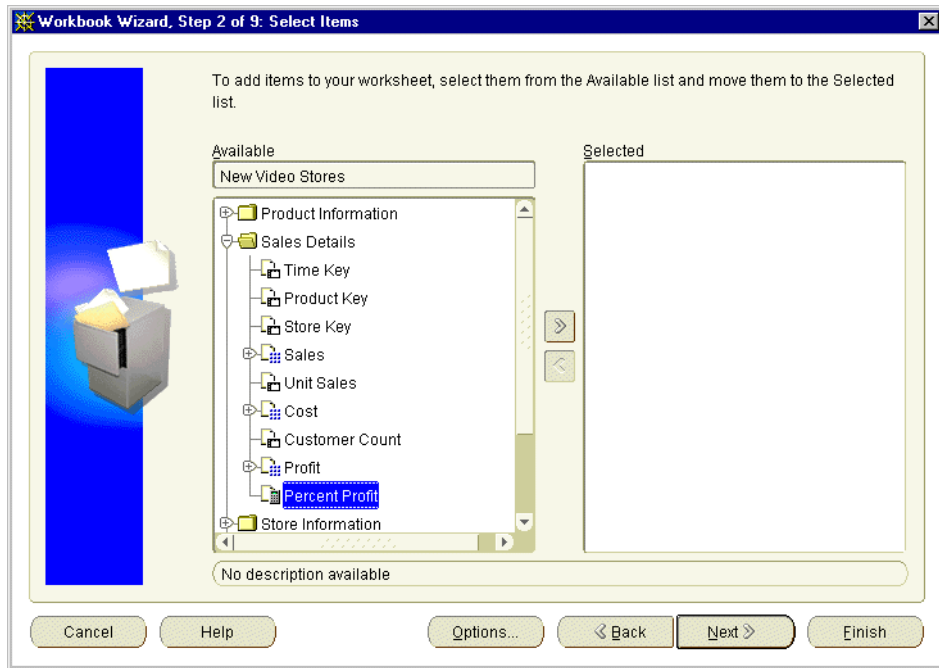 Workbook Wizard, Step 2 of 9: Select Items
To add items to your worksheet, select them from the Available list and move them to the Selected
list.
Available
Selected
New Video Stores
Product Information
Sales Details
Time Key
Product Key
Store Key
Sales
Unit Sales
Cost
Customer Count
Profit
Percent Profit
Store Information
No description available
Cancel
Help
Options...
Back
Next
Finish